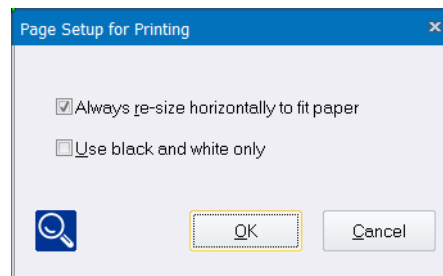 Page Setup for Printing
Always re-size horizontally to fit paper
Use black and white only
OK
Cancel